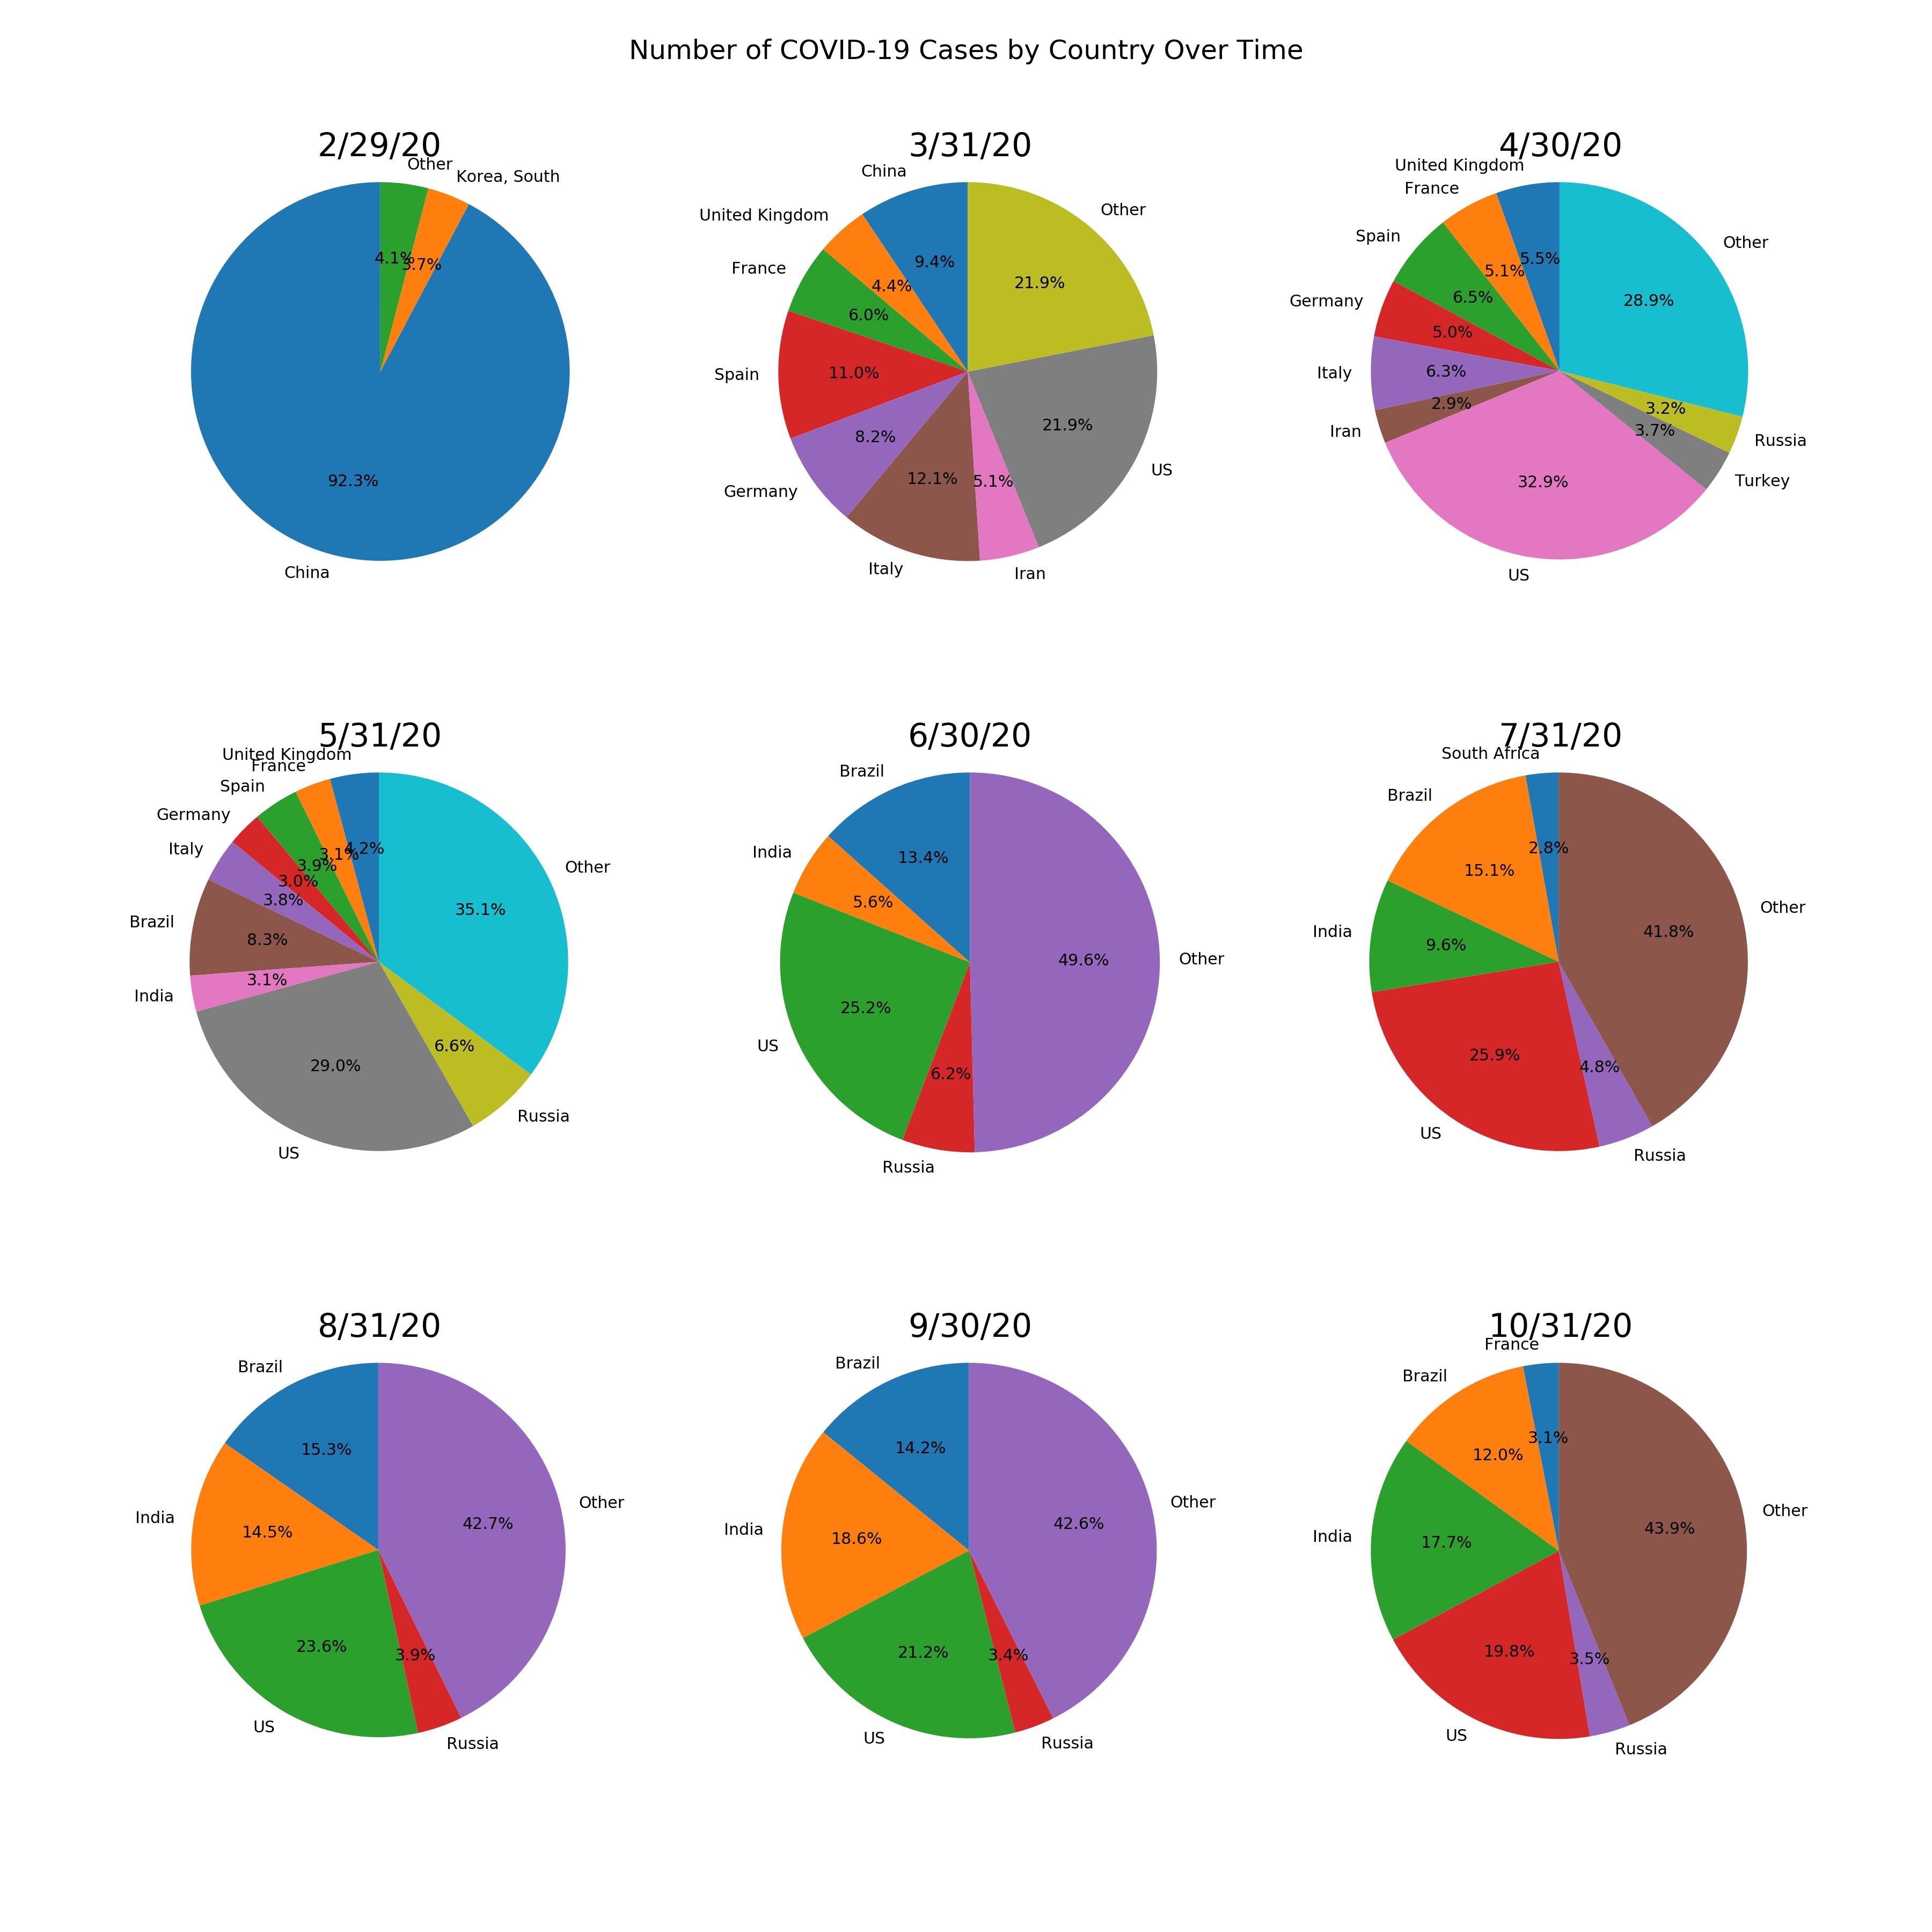 Number of COVID-19 Cases by Country Over Time
2/29/20
Other
Korea, South
4.1%
3.7%
92.3%
China
3/31/20
China
United Kingdom
Other
France
9.4%
4.4%
21.9%
6.0%
Spain
11.0%
8.2%
21.9%
Germany
12.1%
5.1%
US
Italy
Iran
4/30/20
United Kingdom
France
Spain
Other
5.5%
5.1%
6.5%
28.9%
Germany
5.0%
Italy
6.3%
2.9%
3.2%
Iran
3.7%
Russia
32.9%
Turkey
US
5/31/20
United Kingdom
France
Spain
Germany
Italy
4.2%
3.1%
3.9%
3.0%
3.8%
Other
35.1%
Brazil
8.3%
3.1%
India
6.6%
29.0%
Russia
US
6/30/20
Brazil
India
13.4%
5.6%
49.6%
Other
25.2%
US
6.2%
Russia
7/31/20
South Africa
Brazil
2.8%
15.1%
Other
India
9.6%
41.8%
25.9%
4.8%
US
Russia
8/31/20
Brazil
15.3%
Other
India
14.5%
42.7%
23.6%
3.9%
US
Russia
9/30/20
Brazil
14.2%
Other
India
18.6%
42.6%
21.2%
3.4%
US
Russia
10/31/20
France
Brazil
3.1%
12.0%
Other
India
17.7%
43.9%
19.8%
3.5%
US
Russia